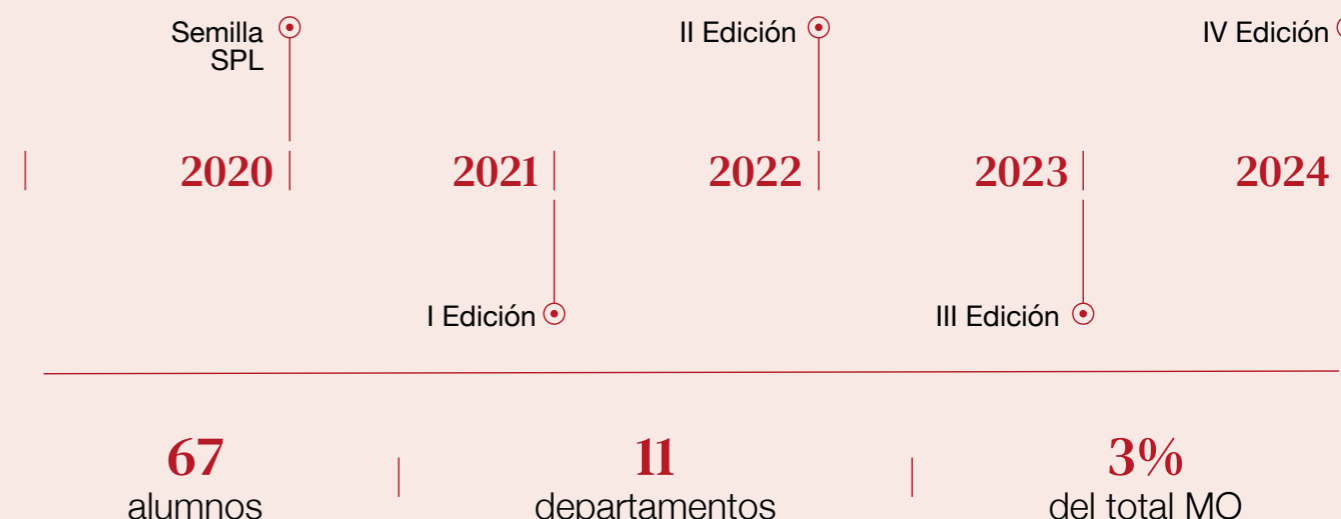 Semilla
SPL
II Edición
IV Edición
2020
2021
2022
2023
2024
I Edición
III Edición
67
alumnos
11
departamentos
3%
del total MO